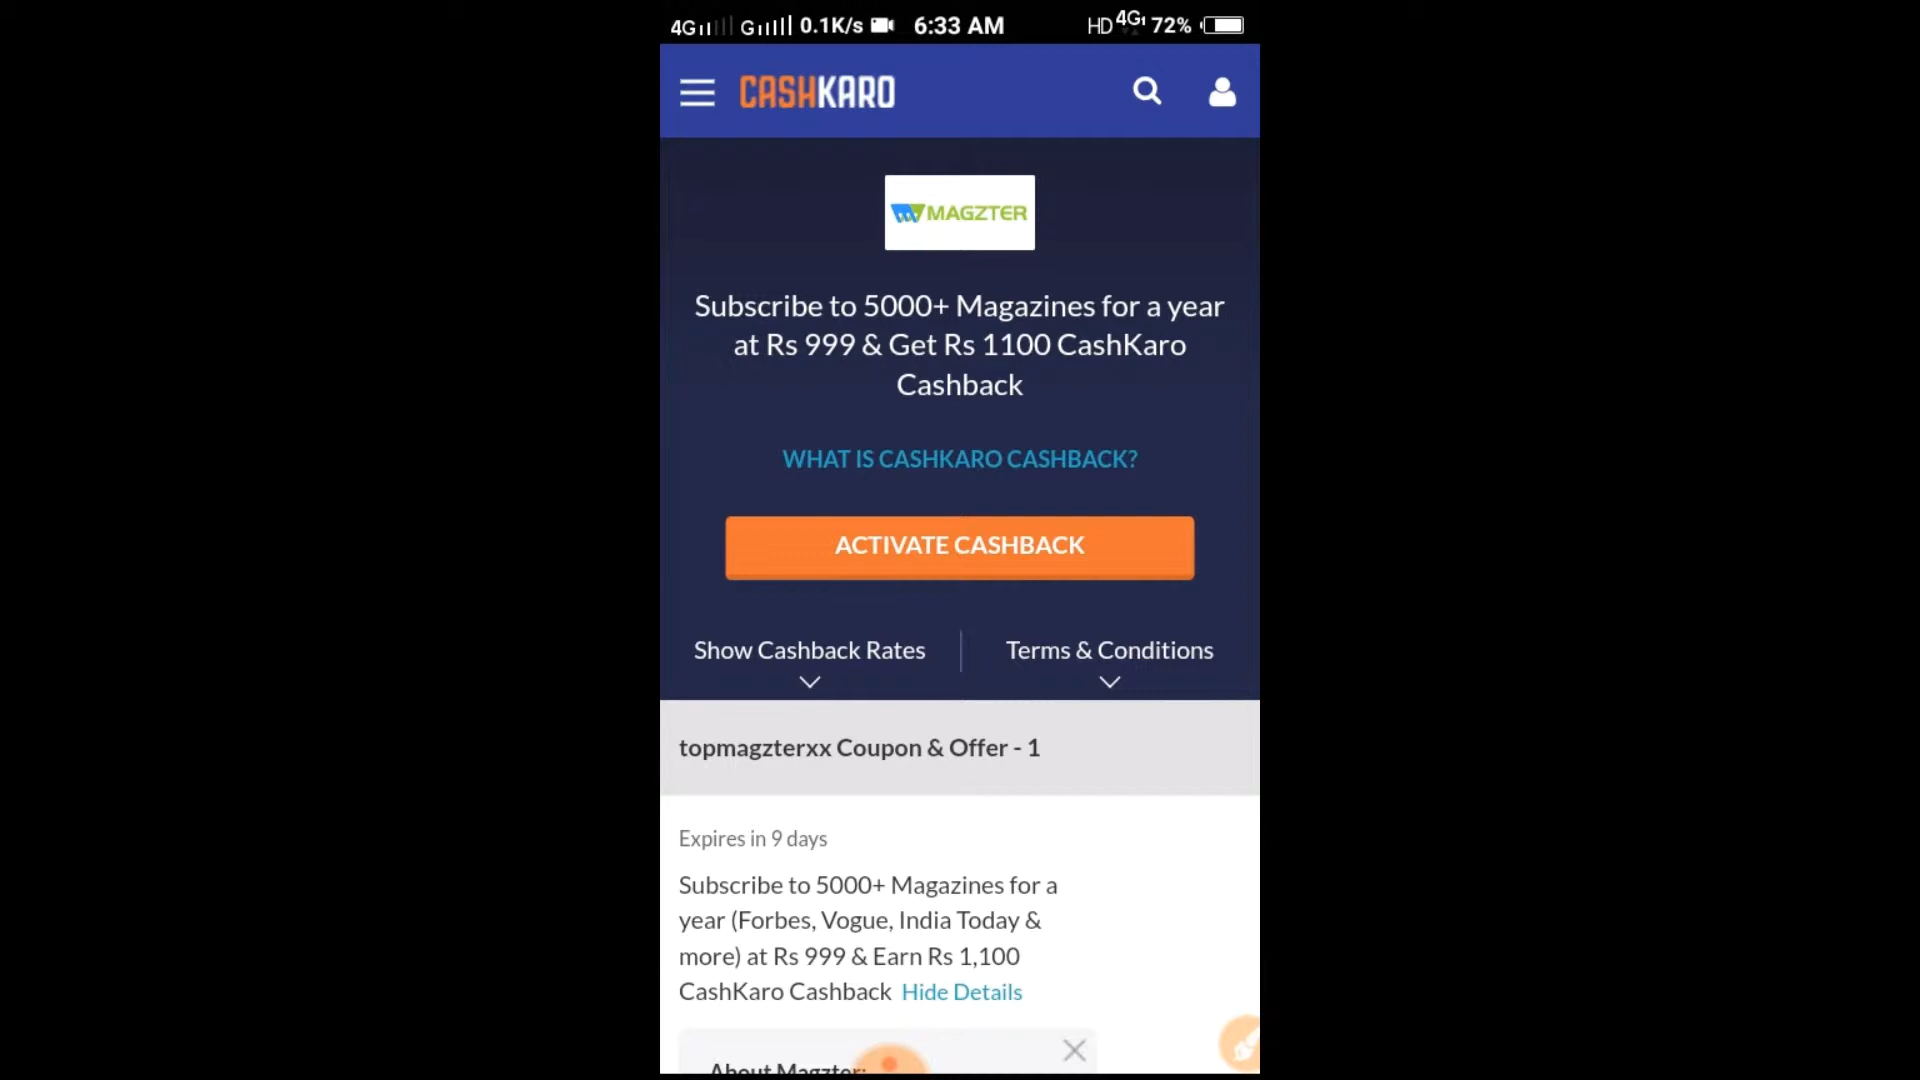 4G G 0.1K/s 6:33 AM HD 4G 72%
CASHKARO
MAGZTER
Subscribe to 5000+ Magazines for a year
at Rs 999 & Get Rs 1100 CashKaro
Cashback
WHAT IS CASHKARO CASHBACK?
ACTIVATE CASHBACK
Show Cashback Rates
Terms & Conditions
topmagzterxx Coupon & Offer - 1
Expires in 9 days
Subscribe to 5000+ Magazines for a
year (Forbes, Vogue, India Today &
more) at Rs 999 & Earn Rs 1,100
CashKaro Cashback Hide Details
About Magzter: